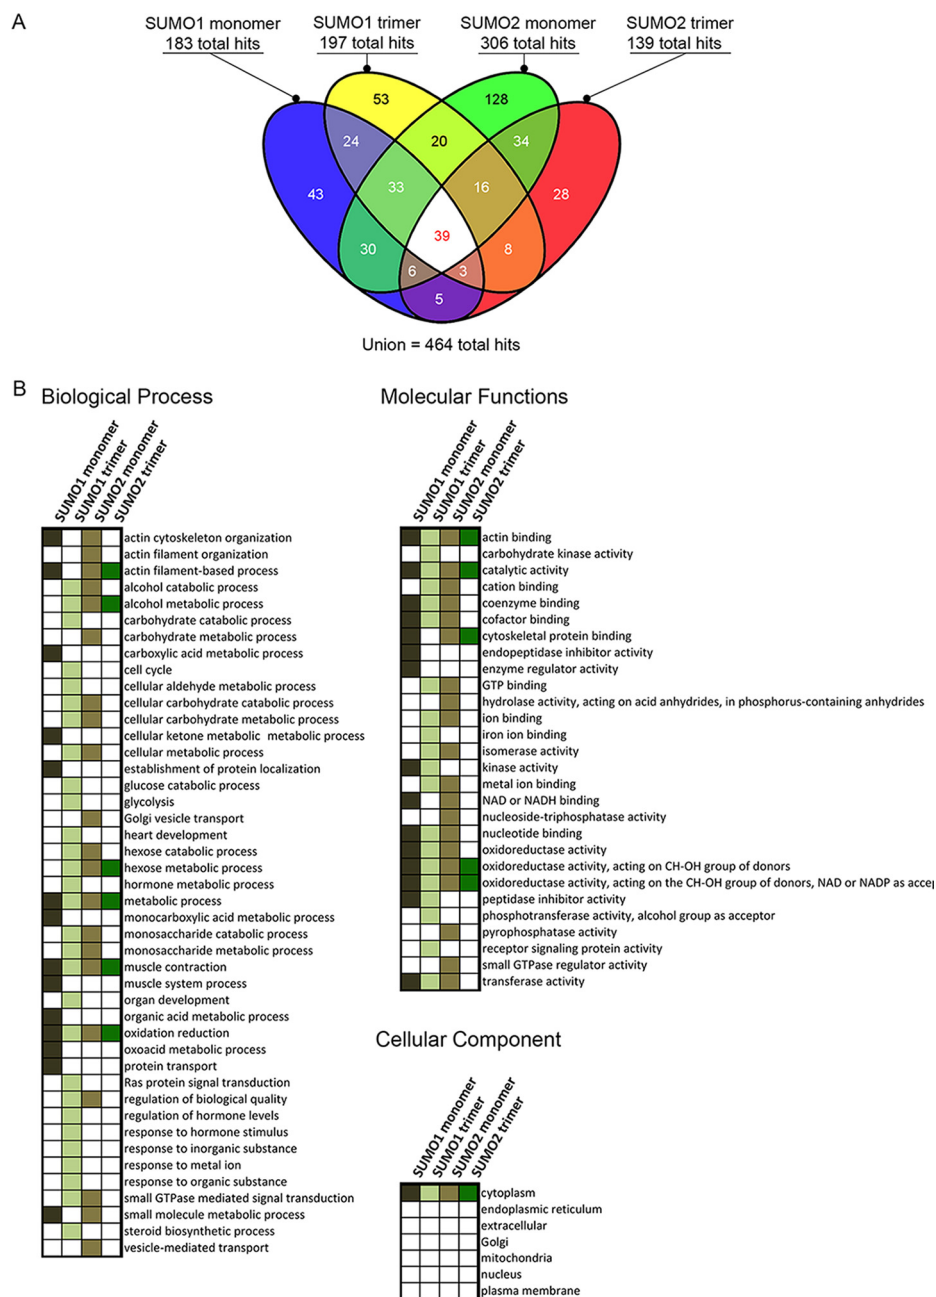 A
SUMO1 monomer
183 total hits
SUMO1 trimer
197 total hits
SUMO2 monomer
306 total hits
SUMO2 trimer
139 total hits
53
128
24
20
34
43
33
16
28
39
30
8
6
3
5
Union = 464 total hits
B
Biological Process
SUMO1 monomer
SUMO1 trimer
SUMO2 monomer
SUMO2 trimer
actin cytoskeleton organization
actin filament organization
actin filament-based process
alcohol catabolic process
alcohol metabolic process
carbohydrate catabolic process
carbohydrate metabolic process
carboxylic acid metabolic process
cell cycle
cellular aldehyde metabolic process
cellular carbohydrate catabolic process
cellular carbohydrate metabolic process
cellular ketone metabolic metabolic process
cellular metabolic process
establishment of protein localization
glucose catabolic process
glycolysis
Golgi vesicle transport
heart development
hexose catabolic process
hexose metabolic process
hormone metabolic process
metabolic process
monocarboxylic acid metabolic process
monosaccharide catabolic process
monosaccharide metabolic process
muscle contraction
muscle system process
organ development
organic acid metabolic process
oxidation reduction
oxoacid metabolic process
protein transport
Ras protein signal transduction
regulation of biological quality
regulation of hormone levels
response to hormone stimulus
response to inorganic substance
response to metal ion
response to organic substance
small GTPase mediated signal transduction
small molecule metabolic process
steroid biosynthetic process
vesicle-mediated transport
Molecular Functions
SUMO1 monomer
SUMO1 trimer
SUMO2 monomer
SUMO2 trimer
actin binding
carbohydrate kinase activity
catalytic activity
cation binding
coenzyme binding
cofactor binding
cytoskeletal protein binding
endopeptidase inhibitor activity
enzyme regulator activity
GTP binding
hydrolase activity, acting on acid anhydrides, in phosphorus-containing anhydrides
ion binding
iron ion binding
isomerase activity
kinase activity
metal ion binding
NAD or NADH binding
nucleoside-triphosphatase activity
nucleotide binding
oxidoreductase activity
oxidoreductase activity, acting on CH-OH group of donors
oxidoreductase activity, acting on the CH-OH group of donors, NAD or NADP as accep
peptidase inhibitor activity
phosphotransferase activity, alcohol group as acceptor
pyrophosphatase activity
receptor signaling protein activity
small GTPase regulator activity
transferase activity
Cellular Component
SUMO1 monomer
SUMO1 trimer
SUMO2 monomer
SUMO2 trimer
cytoplasm
endoplasmic reticulum
extracellular
Golgi
mitochondria
nucleus
plasma membrane